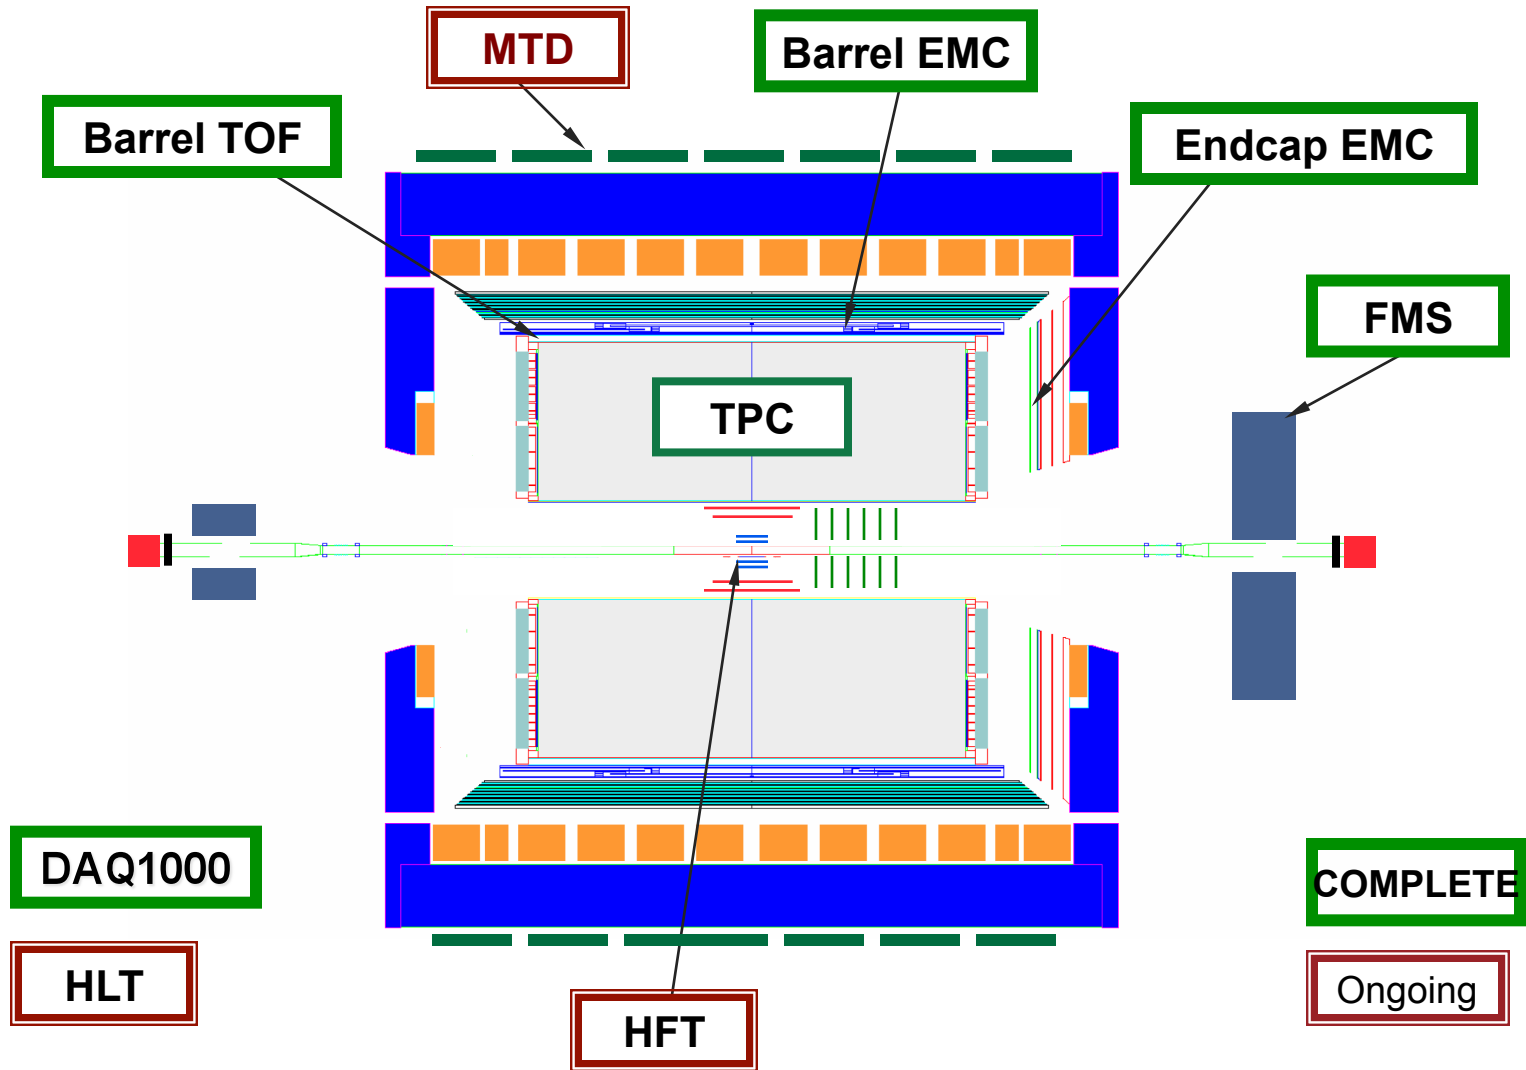 MTD
Barrel EMC
Barrel TOF
Endcap EMC
FMS
TPC
DAQ1000
COMPLETE
HLT
Ongoing
HFT